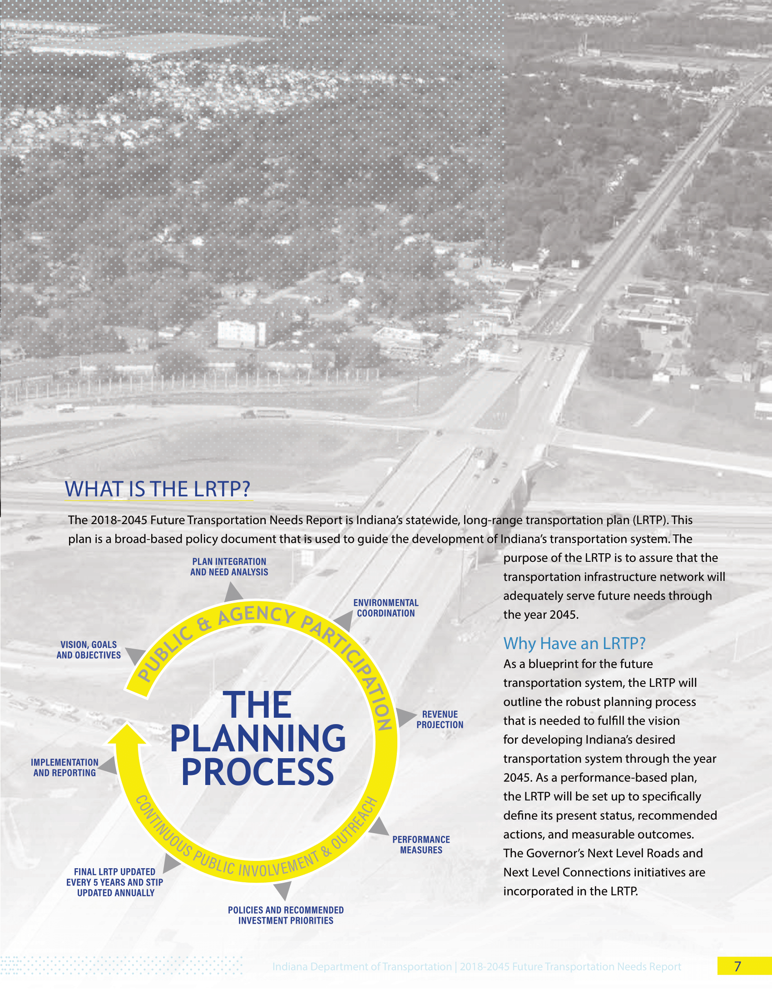 WHAT IS THE LRTP?
The 2018-2045 Future Transportation Needs Report is Indiana’s statewide, long-range transportation plan (LRTP). This
plan is a broad-based policy document that is used to guide the development of Indiana’s transportation system. The
purpose of the LRTP is to assure that the
transportation infrastructure network will
adequately serve future needs through
the year 2045.
Why Have an LRTP?
As a blueprint for the future
transportation system, the LRTP will
outline the robust planning process
that is needed to fulfill the vision
for developing Indiana’s desired
transportation system through the year
2045. As a performance-based plan,
the LRTP will be set up to specifically
define its present status, recommended
actions, and measurable outcomes.
The Governor’s Next Level Roads and
Next Level Connections initiatives are
incorporated in the LRTP.
THE
PLANNING
PROCESS
PUBLIC & AGENCY PARTICIPATION
CONTINUOUS PUBLIC INVOLVEMENT & OUTREACH
VISION, GOALS
AND OBJECTIVES
PLAN INTEGRATION
AND NEED ANALYSIS
ENVIRONMENTAL
COORDINATION
REVENUE
PROJECTION
PERFORMANCE
MEASURES
POLICIES AND RECOMMENDED
INVESTMENT PRIORITIES
FINAL LRTP UPDATED
EVERY 5 YEARS AND STIP
UPDATED ANNUALLY
IMPLEMENTATION
AND REPORTING
Indiana Department of Transportation | 2018-2045 Future Transportation Needs Report
7